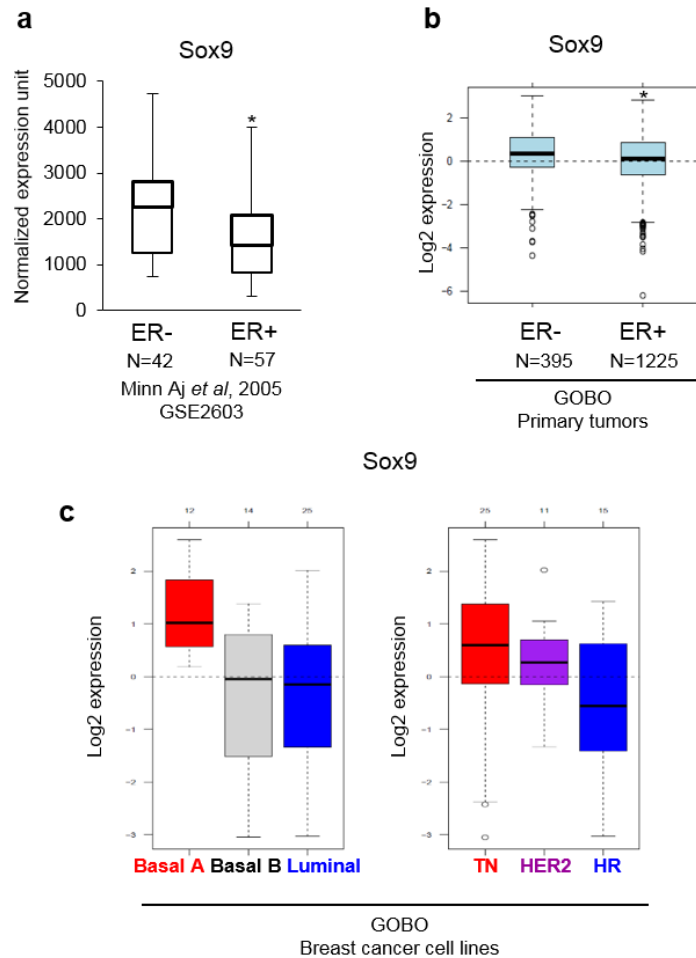 a
Sox9
Normalized expression unit
5000
4000
3000
2000
1000
0
*
ER-
ER+
N=42
N=57
Minn Aj et al, 2005
GSE2603
b
Sox9
Log2 expression
2
0
-2
-4
-6
*
ER-
ER+
N=395
N=1225
GOBO
Primary tumors
Sox9
c
12 14 25
Log2 expression
2
1
0
-1
-2
-3
Basal A Basal B Luminal
25 11 15
Log2 expression
2
1
0
-1
-2
-3
TN HER2 HR
GOBO
Breast cancer cell lines